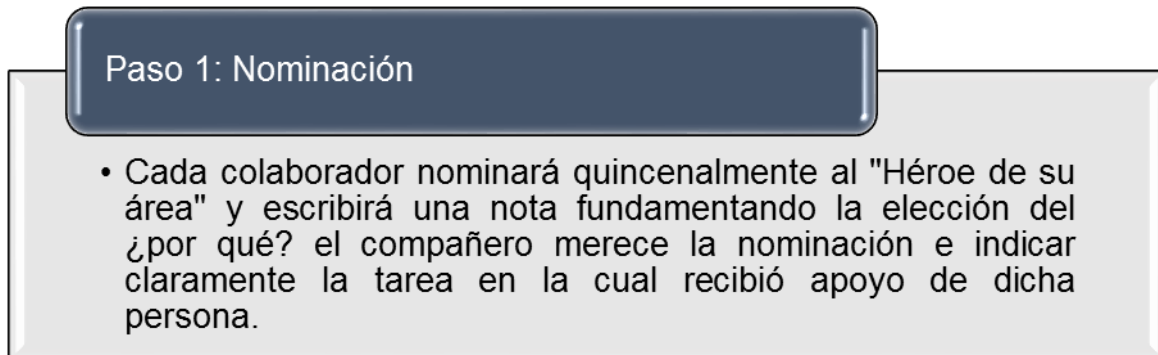 Paso 1: Nominación
• Cada colaborador nominará quincenalmente al "Héroe de su
área" y escribirá una nota fundamentando la elección del
¿por qué? el compañero merece la nominación e indicar
claramente la tarea en la cual recibió apoyo de dicha
persona.